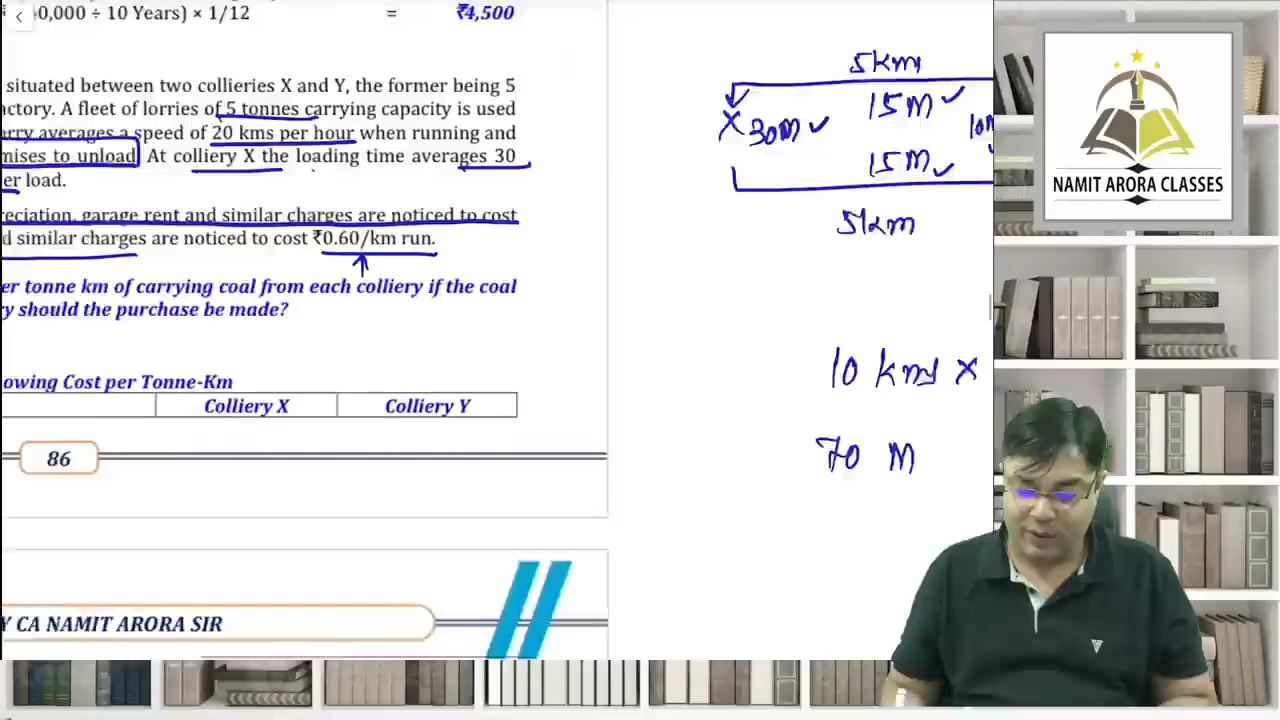 0,000 ÷ 10 Years) × 1/12 = ₹4,500
situated between two collieries X and Y, the former being 5
actory. A fleet of lorries of 5 tonnes carrying capacity is used
orry averages a speed of 20 kms per hour when running and
mises to unload. At colliery X the loading time averages 30
er load.
reciation, garage rent and similar charges are noticed to cost
d similar charges are noticed to cost ₹0.60/km run.
er tonne km of carrying coal from each colliery if the coal
y should the purchase be made?
owing Cost per Tonne-Km
Colliery X Colliery Y
86
Y CA NAMIT ARORA SIR
5km
15M
X 30M
15M
5km
10 kms ×
70 M
NAMIT ARORA CLASSES